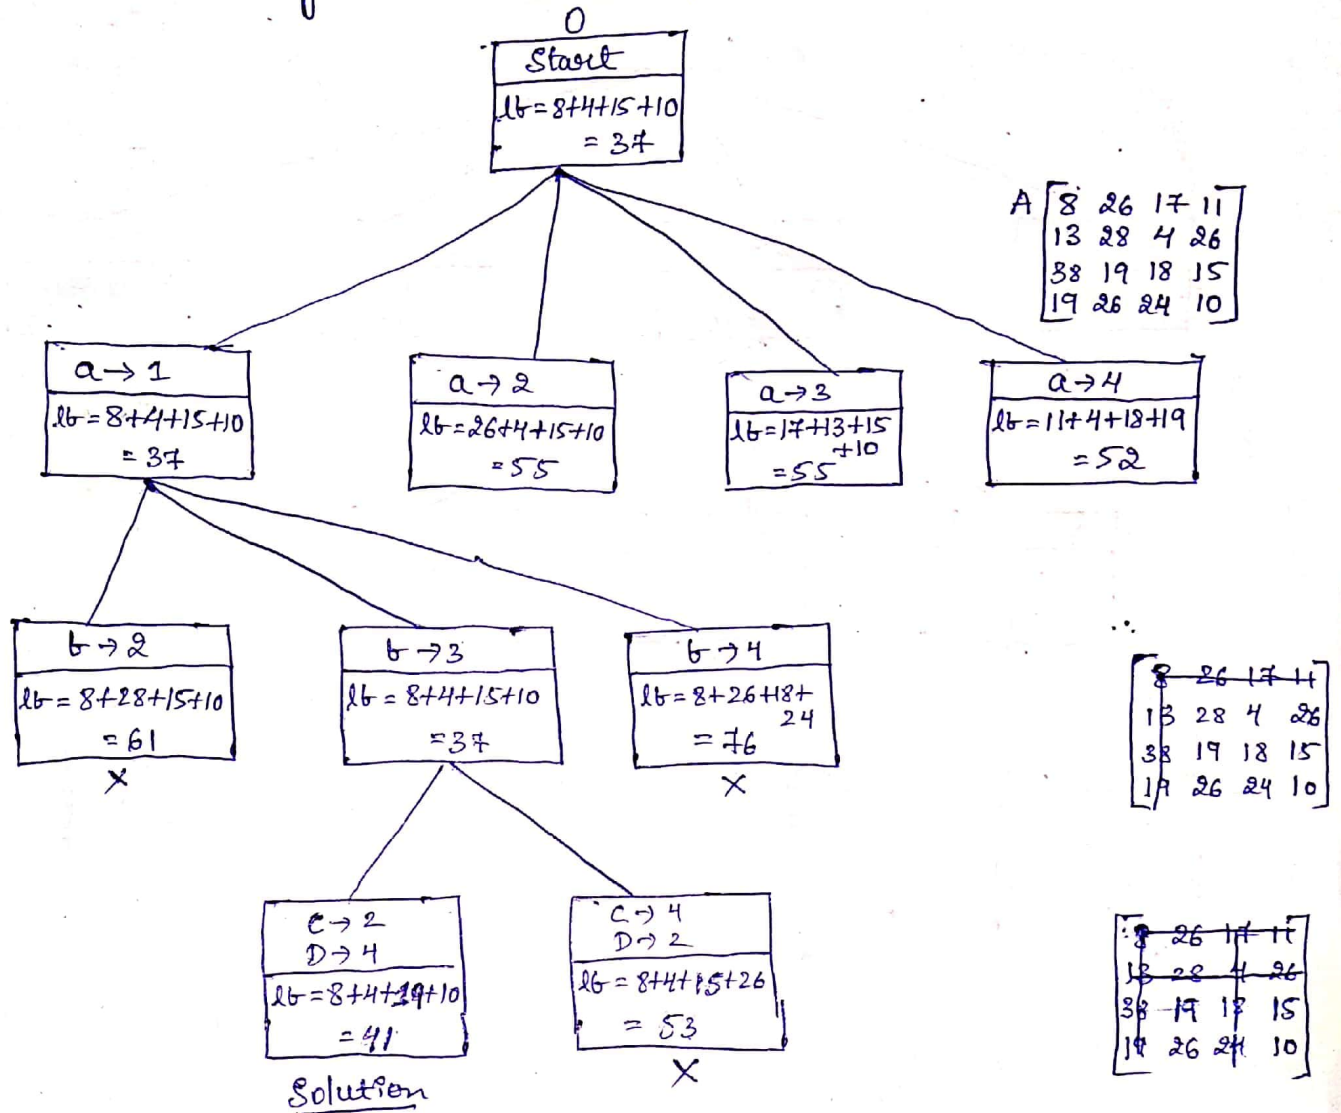 0
Start
lb=8+4+15+10
= 37
A [8 26 17 11]
13 28 4 26
38 19 18 15
19 26 24 10
a→1
lb=8+4+15+10
=37
a→2
lb=26+4+15+10
=55
a→3
lb=17+13+15
+10
=55
a→4
lb=11+4+18+19
=52
b→2
lb=8+28+15+10
=61
X
b→3
lb=8+4+15+10
=37
b→4
lb=8+26+18+
24
=76
X
8 26 17 11
13 28 4 26
38 19 18 15
19 26 24 10
C→2
D→4
lb=8+4+19+10
=41
Solution
C→4
D→2
lb=8+4+15+26
= 53
X
8 26 17 11
13 28 4 26
38 19 18 15
19 26 24 10